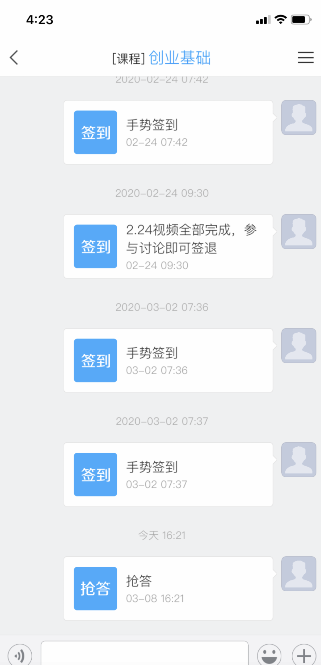 4:23
[课程] 创业基础
2020-02-24 07:42
签到
手势签到
02-24 07:42
2020-02-24 09:30
签到
2.24视频全部完成，参
与讨论即可签退
02-24 09:30
2020-03-02 07:36
签到
手势签到
03-02 07:36
2020-03-02 07:37
签到
手势签到
03-02 07:37
今天 16:21
抢答
抢答
03-08 16:21